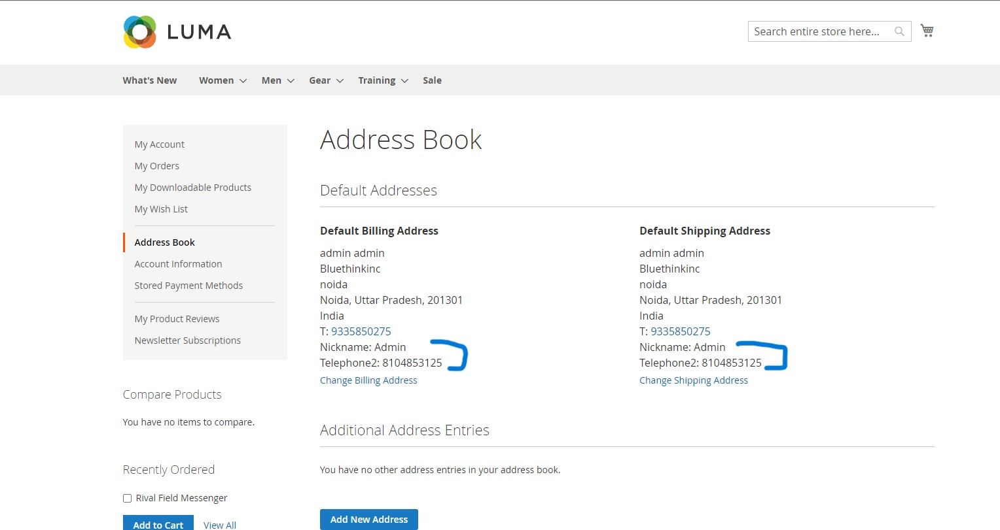 LUMA
Search entire store here...
What's New Women Men Gear Training Sale
My Account
My Orders
My Downloadable Products
My Wish List
Address Book
Account Information
Stored Payment Methods
My Product Reviews
Newsletter Subscriptions
Compare Products
You have no items to compare.
Recently Ordered
Rival Field Messenger
Add to Cart View All
Address Book
Default Addresses
Default Billing Address
admin admin
Bluethinkinc
noida
Noida, Uttar Pradesh, 201301
India
T: 9335850275
Nickname: Admin
Telephone2: 8104853125
Change Billing Address
Default Shipping Address
admin admin
Bluethinkinc
noida
Noida, Uttar Pradesh, 201301
India
T: 9335850275
Nickname: Admin
Telephone2: 8104853125
Change Shipping Address
Additional Address Entries
You have no other address entries in your address book.
Add New Address